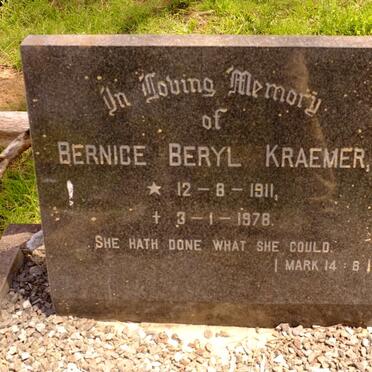 In Loving Memory
of
BERNICE BERYL KRAEMER,
★ 12-8-1911,
† 3-1-1978.
SHE HATH DONE WHAT SHE COULD.
[MARK 14:8]